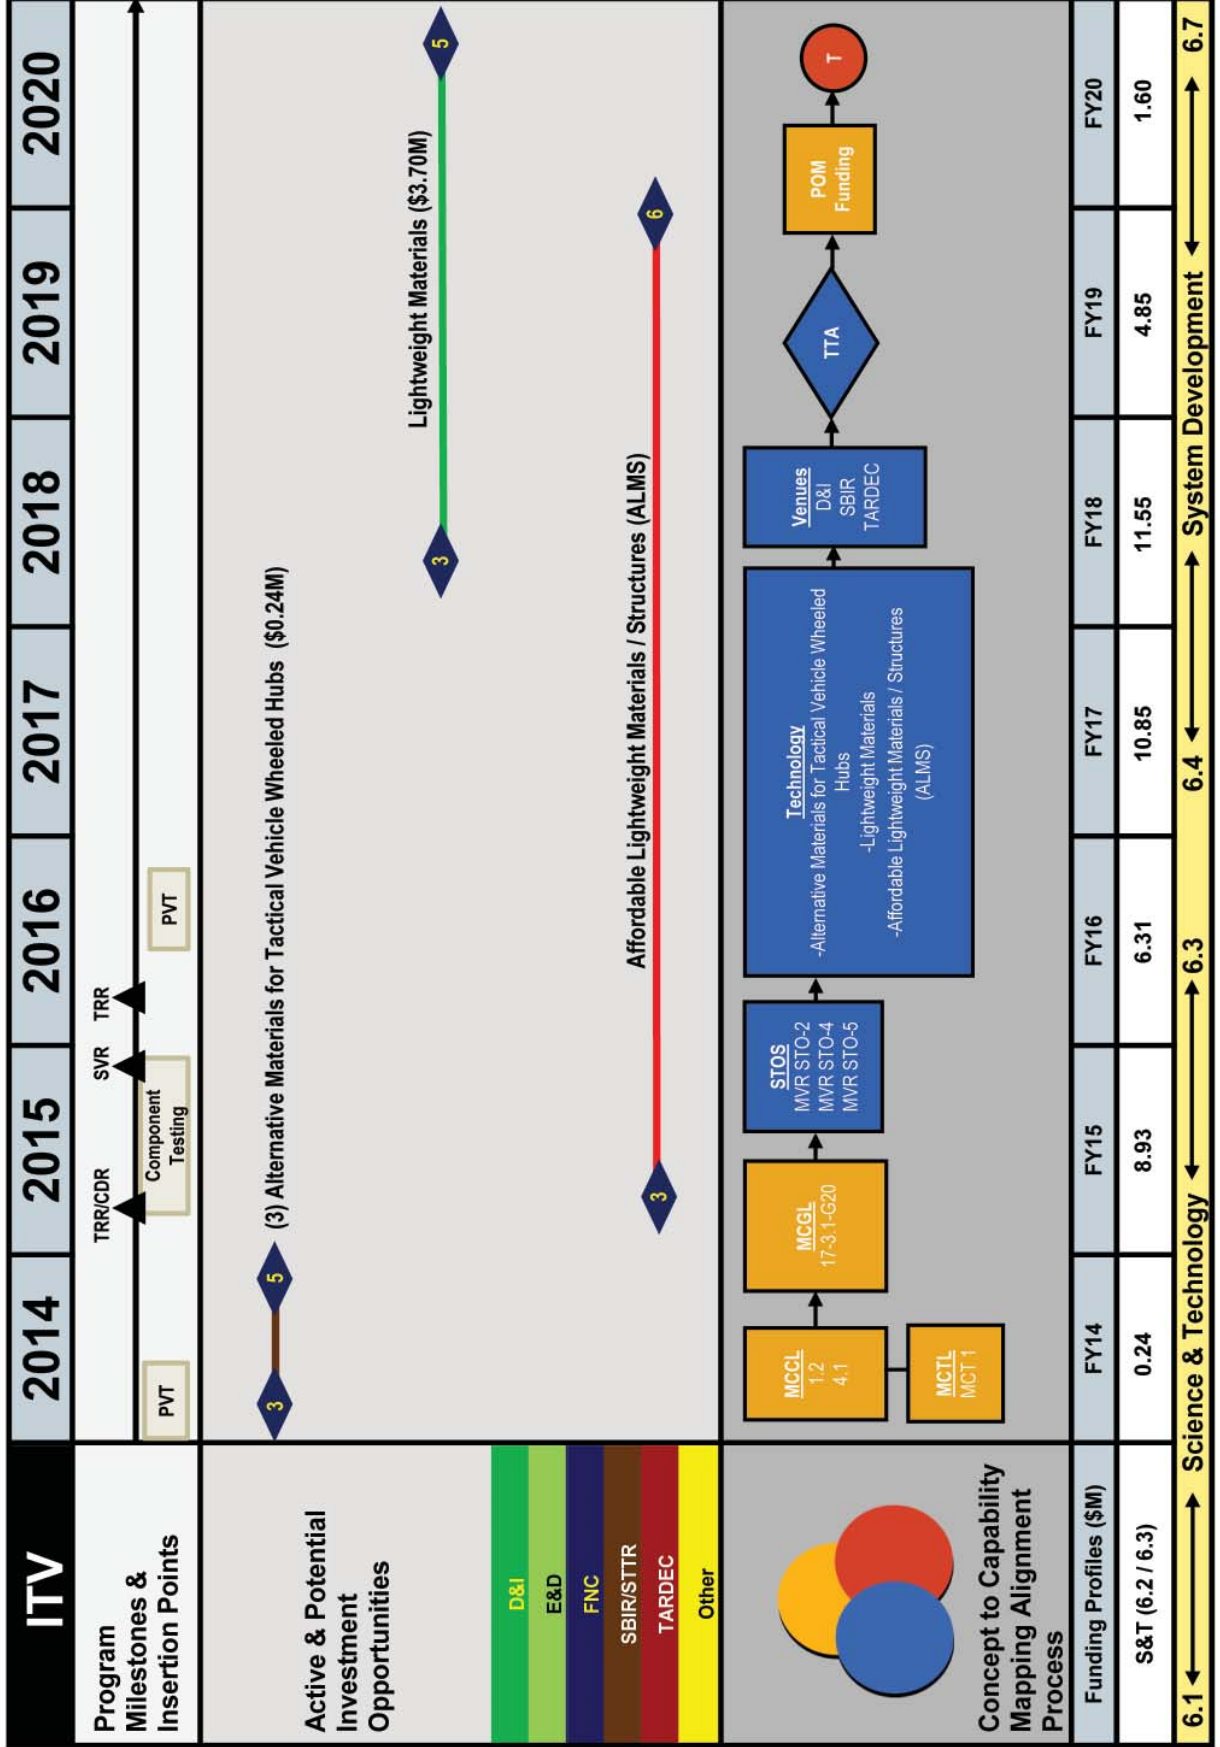 ITV
2014
2015
2016
2017
2018
2019
2020
Program
Milestones &
Insertion Points
TRR/CDR
SVR
TRR
PVT
Component
Testing
PVT
Active & Potential
Investment
Opportunities
D&I
E&D
FNC
SBIR/STTR
TARDEC
Other
3
5
(3) Alternative Materials for Tactical Vehicle Wheeled Hubs ($0.24M)
Lightweight Materials ($3.70M)
3
5
Affordable Lightweight Materials / Structures (ALMS)
3
6
Concept to Capability
Mapping Alignment
Process
MCCL
1.2
4.1
MCTL
MCT 1
MCGL
17-3.1-G20
STOS
MVR STO-2
MVR STO-4
MVR STO-5
Technology
-Alternative Materials for Tactical Vehicle Wheeled
Hubs
-Lightweight Materials
-Affordable Lightweight Materials / Structures
(ALMS)
Venues
D&I
SBIR
TARDEC
TTA
POM
Funding
T
Funding Profiles ($M)
FY14
FY15
FY16
FY17
FY18
FY19
FY20
S&T (6.2 / 6.3)
0.24
8.93
6.31
10.85
11.55
4.85
1.60
6.1
Science & Technology
6.3
6.4
System Development
6.7